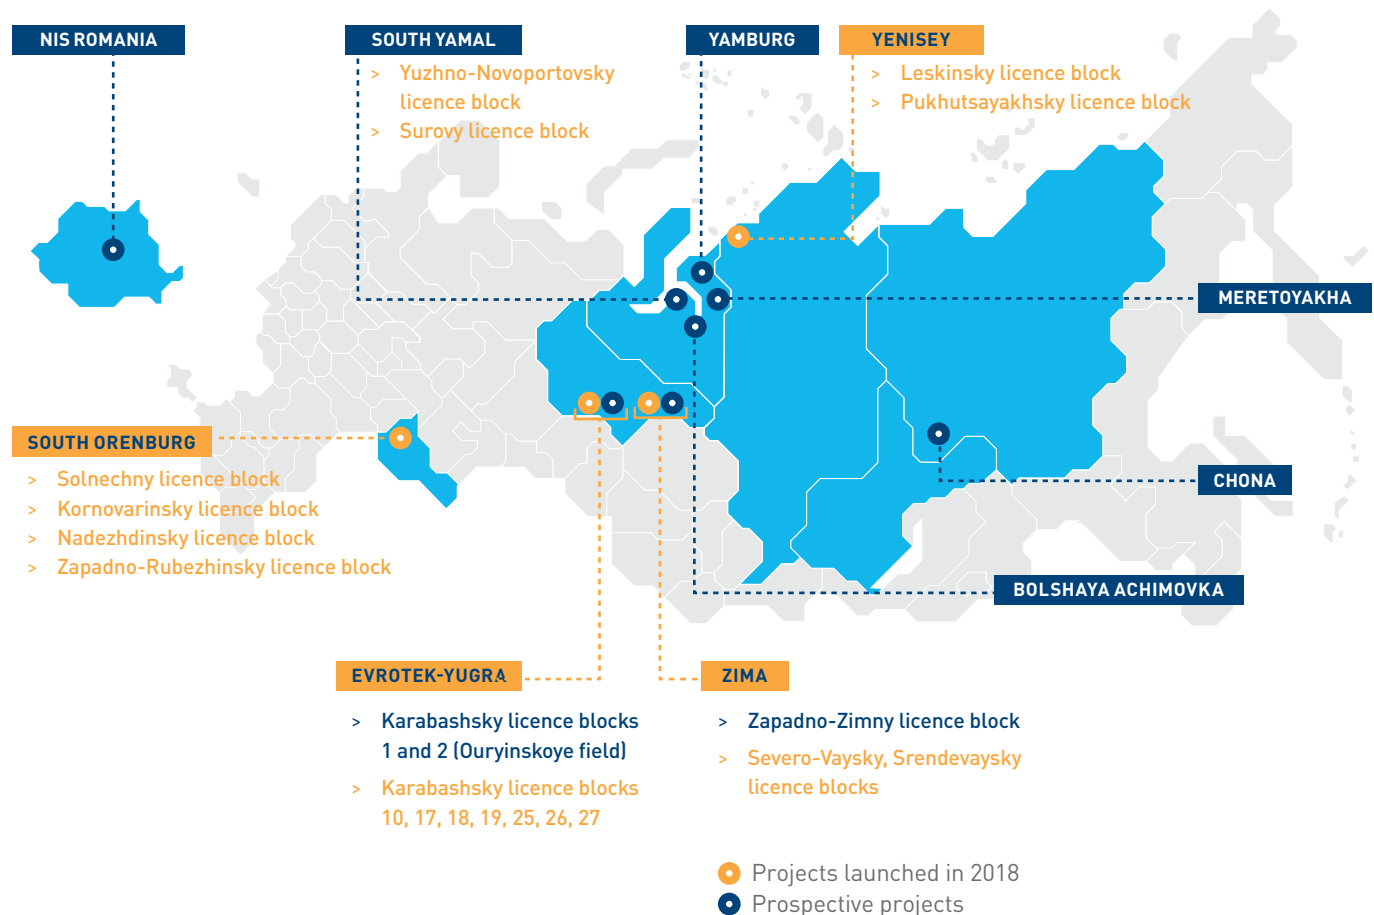 NIS ROMANIA
SOUTH YAMAL
> Yuzhno-Novoportovsky
licence block
> Surovy licence block
YAMBURG
YENISEY
> Leskinsky licence block
> Pukhutsayakhsky licence block
MERETOYAKHA
SOUTH ORENBURG
> Solnechny licence block
> Kornovarinsky licence block
> Nadezhdinsky licence block
> Zapadno-Rubezhinsky licence block
CHONA
BOLSHAYA ACHIMOVKA
EVROTEK-YUGRA
> Karabashsky licence blocks
1 and 2 (Ouryinskoye field)
> Karabashsky licence blocks
10, 17, 18, 19, 25, 26, 27
ZIMA
> Zapadno-Zimny licence block
> Severo-Vaysky, Srendevaysky
licence blocks
Projects launched in 2018
Prospective projects